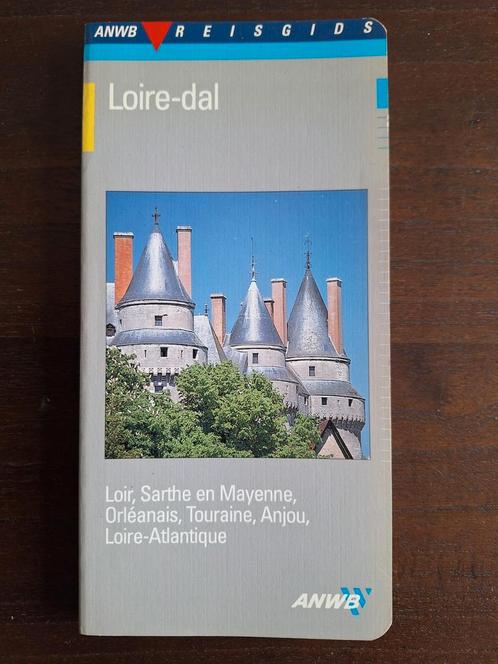 ANWB REISGIDS
Loire-dal
Loir, Sarthe en Mayenne,
Orléanais, Touraine, Anjou,
Loire-Atlantique
ANWB